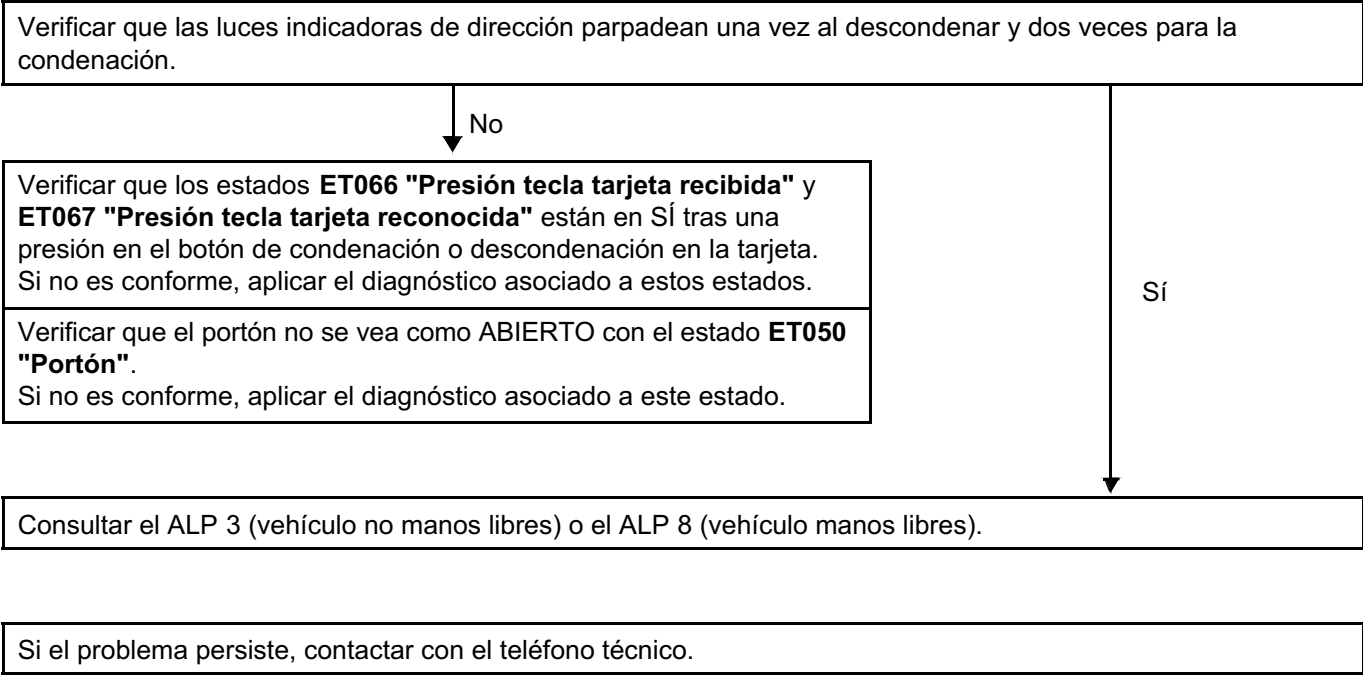 Verificar que las luces indicadoras de dirección parpadean una vez al descondenar y dos veces para la
condenación.
No
Verificar que los estados ET066 "Presión tecla tarjeta recibida" y
ET067 "Presión tecla tarjeta reconocida" están en SÍ tras una
presión en el botón de condenación o descondenación en la tarjeta.
Si no es conforme, aplicar el diagnóstico asociado a estos estados.
Sí
Verificar que el portón no se vea como ABIERTO con el estado ET050
"Portón".
Si no es conforme, aplicar el diagnóstico asociado a este estado.
Consultar el ALP 3 (vehículo no manos libres) o el ALP 8 (vehículo manos libres).
Si el problema persiste, contactar con el teléfono técnico.